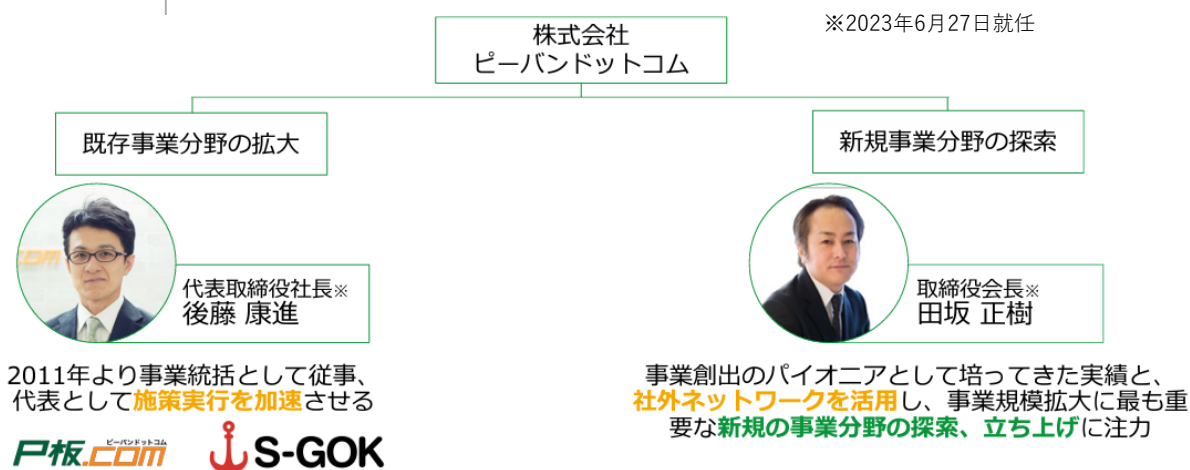 ※2023年6月27日就任
株式会社
ピーバンドットコム
既存事業分野の拡大
新規事業分野の探索
.com
代表取締役社長※
後藤 康進
取締役会長※
田坂 正樹
2011年より事業統括として従事、
代表として施策実行を加速させる
事業創出のパイオニアとして培ってきた実績と、
社外ネットワークを活用し、事業規模拡大に最も重
要な新規の事業分野の探索、立ち上げに注力
ピーバンドットコム
P板.com
S-GOK